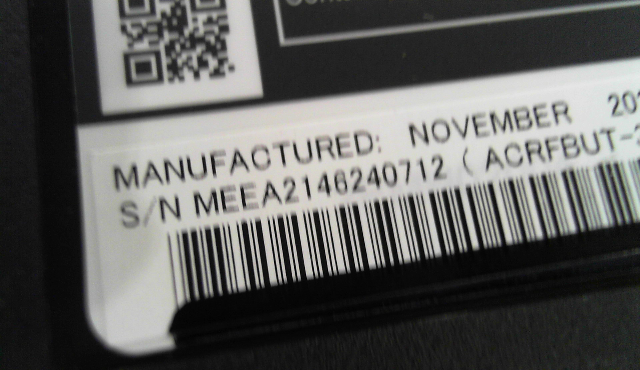 MANUFACTURED: NOVEMBER
S/N MEEA2146240712 ( ACRFBUT-